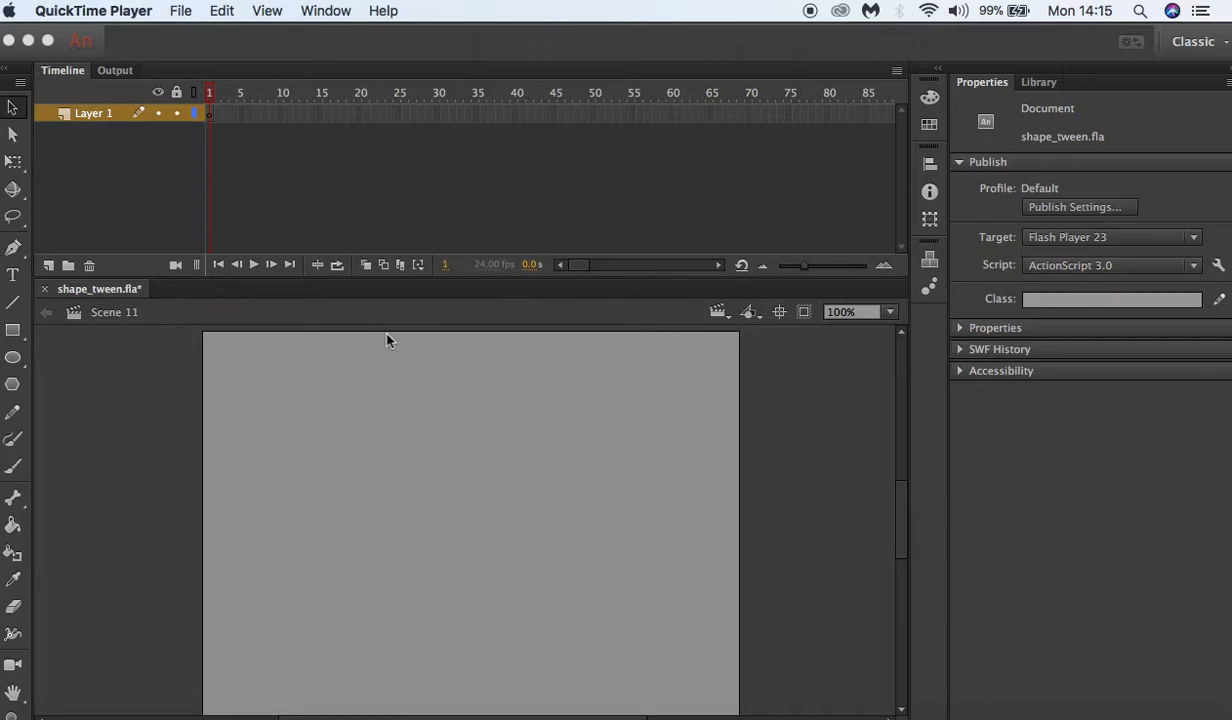 QuickTime Player File Edit View Window Help 99% Mon 14:15
An Classic
Timeline Output
1 5 10 15 20 25 30 35 40 45 50 55 60 65 70 75 80 85
Layer 1
1 24.00 fps 0.0 s
shape_tween.fla*
Scene 11 100%
Properties Library
Document
An
shape_tween.fla
Publish
Profile: Default
Publish Settings...
Target: Flash Player 23
Script: ActionScript 3.0
Class:
Properties
SWF History
Accessibility